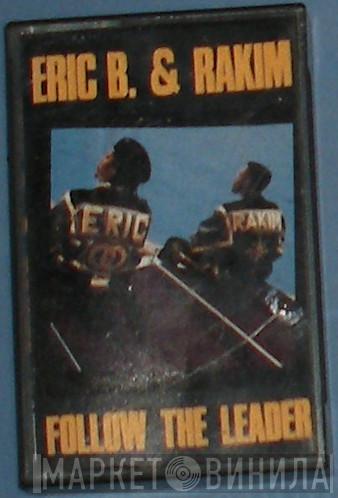 ERIC B. & RAKIM
ERIC
RAKIM
FOLLOW THE LEADER
МАРКЕТ ВИНИЛА